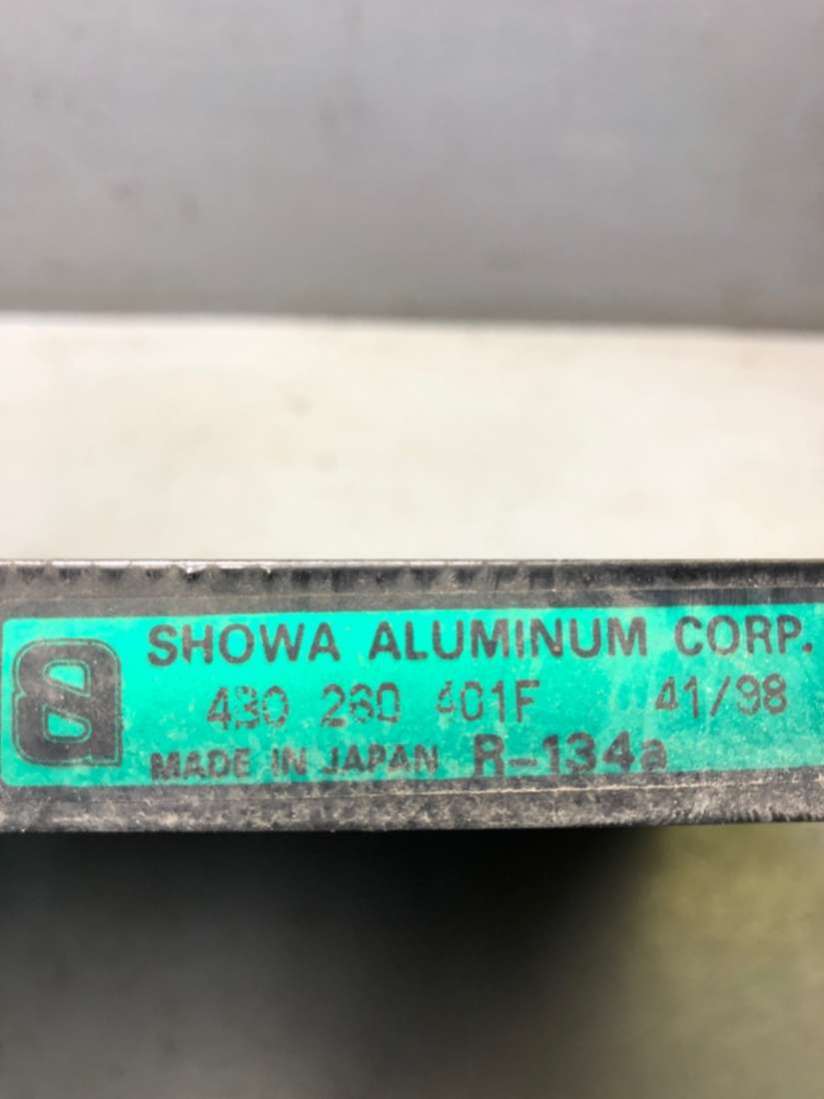 SHOWA ALUMINUM CORP.
430 260 401F 41/98
MADE IN JAPAN R-134a